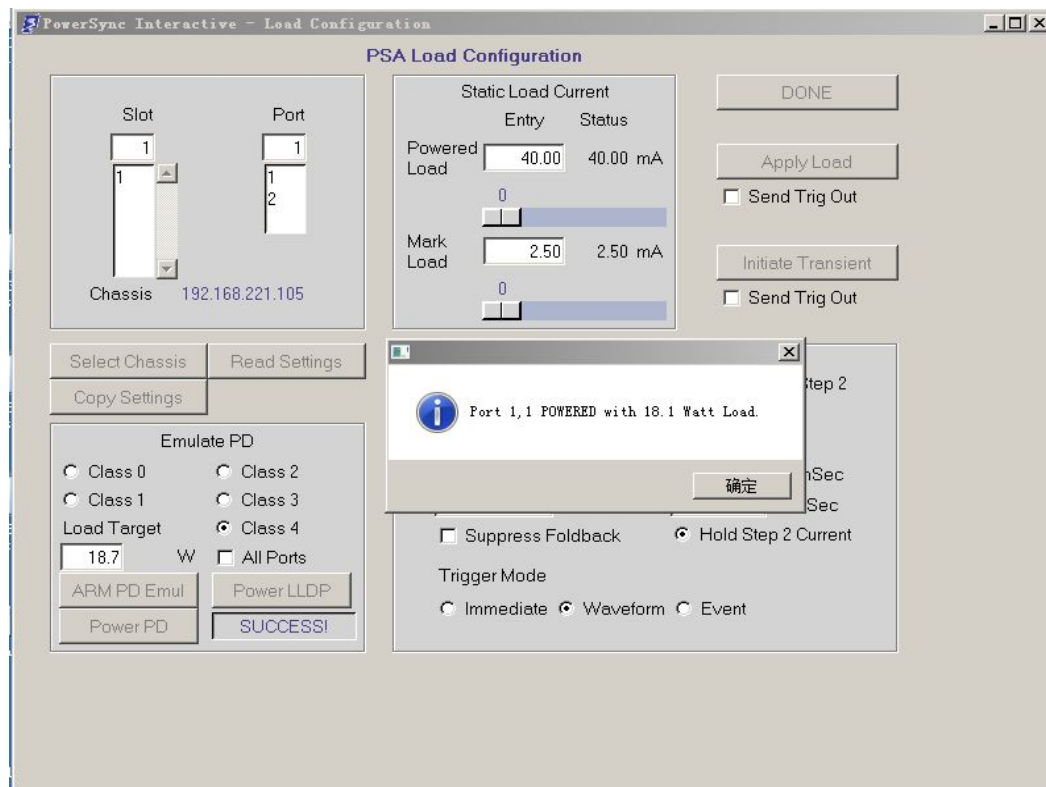 PowerSync Interactive - Load Configuration
PSA Load Configuration
Slot Port
1 1
1
1
2
Chassis 192.168.221.105
Static Load Current
Entry Status
Powered Load 40.00 40.00 mA
0
Mark Load 2.50 2.50 mA
0
DONE
Apply Load
Send Trig Out
Initiate Transient
Send Trig Out
Select Chassis Read Settings
Copy Settings
Port 1,1 POWERED with 18.1 Watt Load.
确定
Emulate PD
Class 0 Class 2
Class 1 Class 3
Load Target Class 4
18.7 W All Ports
ARM PD Emul Power LLDP
Power PD SUCCESS!
Step 2
Sec
Suppress Foldback Hold Step 2 Current
Trigger Mode
Immediate Waveform Event